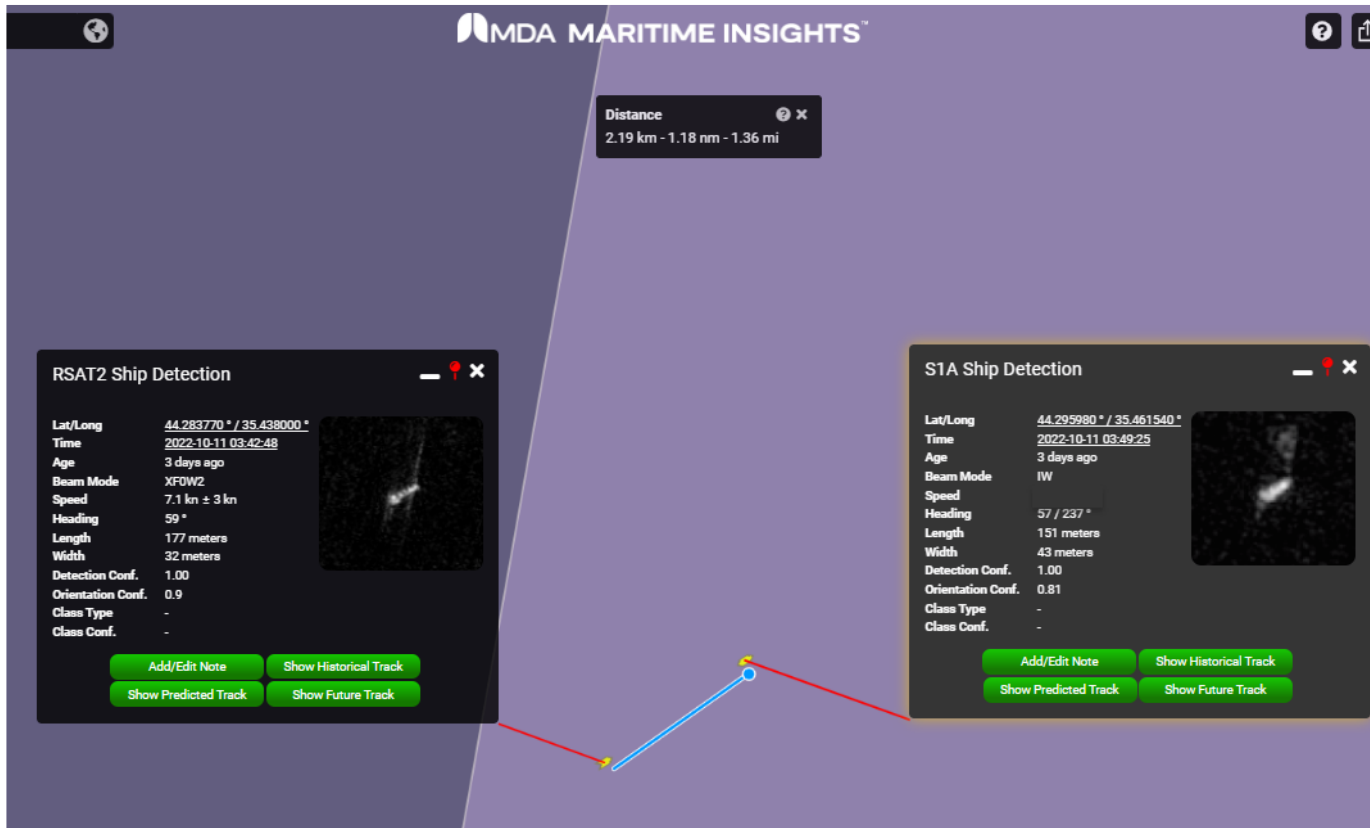 MDA MARITIME INSIGHTS™
Distance
2.19 km - 1.18 nm - 1.36 mi
RSAT2 Ship Detection
Lat/Long 44.283770 ° / 35.438000 °
Time 2022-10-11 03:42:48
Age 3 days ago
Beam Mode XF0W2
Speed 7.1 kn ± 3 kn
Heading 59 °
Length 177 meters
Width 32 meters
Detection Conf. 1.00
Orientation Conf. 0.9
Class Type -
Class Conf. -
Add/Edit Note Show Historical Track
Show Predicted Track Show Future Track
S1A Ship Detection
Lat/Long 44.295980 ° / 35.461540 °
Time 2022-10-11 03:49:25
Age 3 days ago
Beam Mode IW
Speed
Heading 57 / 237 °
Length 151 meters
Width 43 meters
Detection Conf. 1.00
Orientation Conf. 0.81
Class Type -
Class Conf. -
Add/Edit Note Show Historical Track
Show Predicted Track Show Future Track